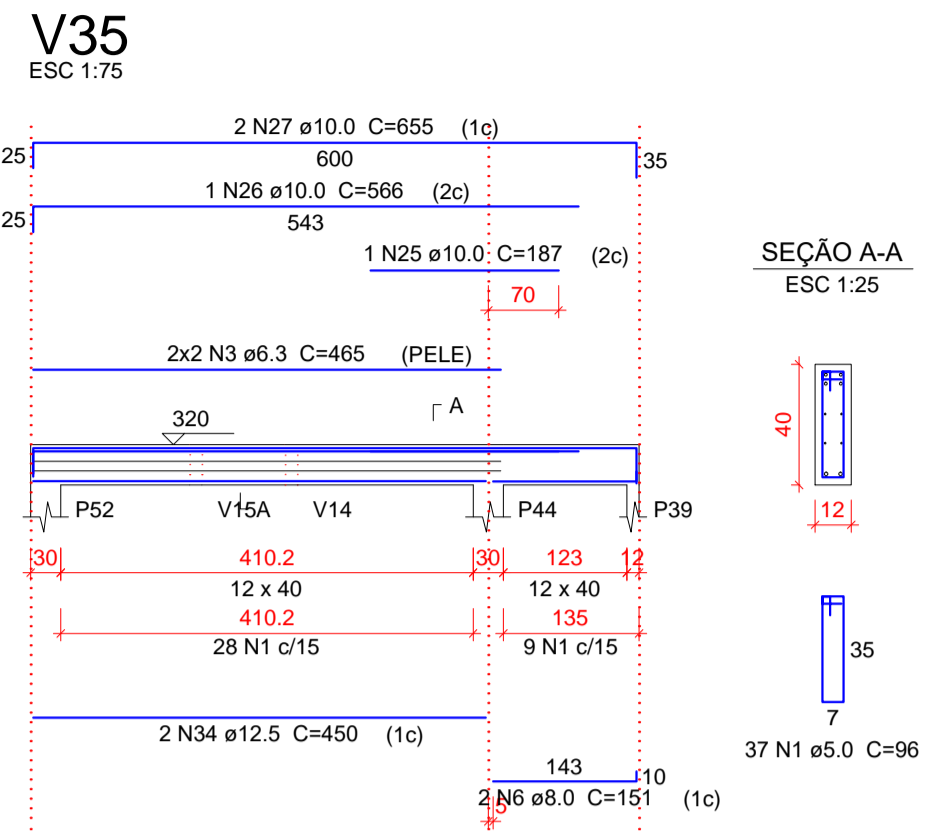 V35
ESC 1:75
2 N27 ø10.0 C=655 (1c)
25
600
35
1 N26 ø10.0 C=566 (2c)
25
543
1 N25 ø10.0 C=187 (2c)
70
SEÇÃO A-A
ESC 1:25
2x2 N3 ø6.3 C=465 (PELE)
A
320
40
12
P52
V15A
V14
P44
P39
30
410.2
30
123
12
12 x 40
12 x 40
410.2
135
28 N1 c/15
9 N1 c/15
35
7
37 N1 ø5.0 C=96
2 N34 ø12.5 C=450 (1c)
143
10
2 N6 ø8.0 C=151 (1c)
5